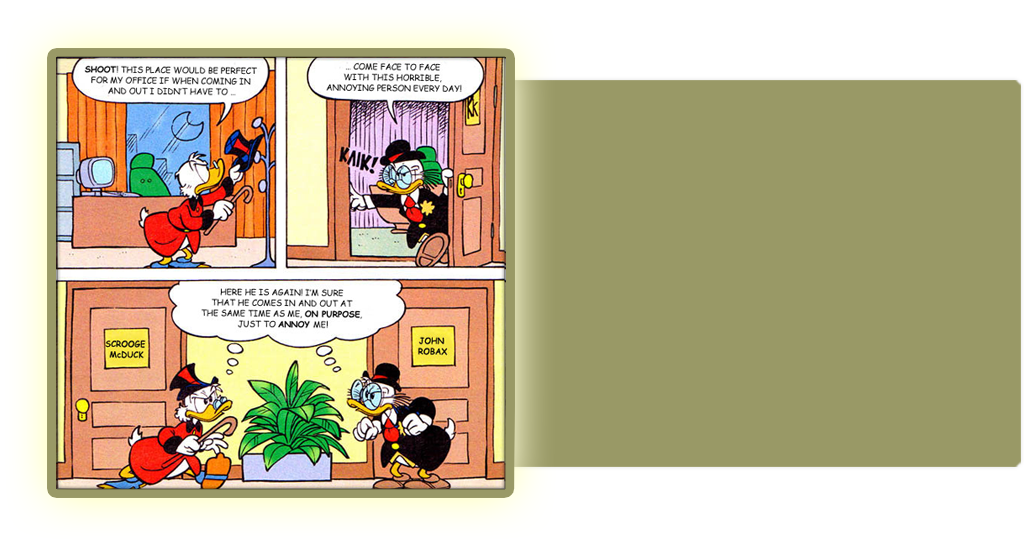 SHOOT! THIS PLACE WOULD BE PERFECT
FOR MY OFFICE IF WHEN COMING IN
AND OUT I DIDN'T HAVE TO ...
... COME FACE TO FACE
WITH THIS HORRIBLE,
ANNOYING PERSON EVERY DAY!
KAIK!
HERE HE IS AGAIN! I'M SURE
THAT HE COMES IN AND OUT AT
THE SAME TIME AS ME, ON PURPOSE,
JUST TO ANNOY ME!
SCROOGE
McDUCK
JOHN
ROBAX